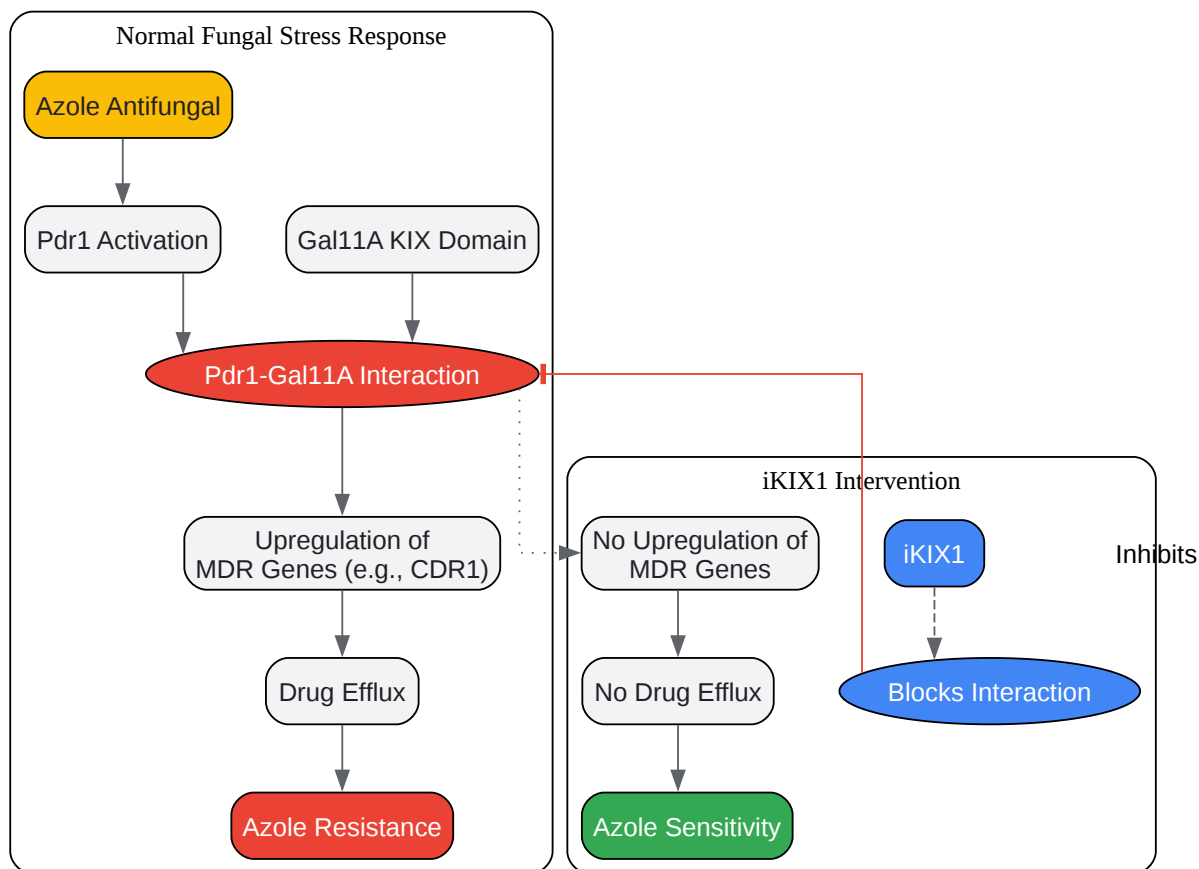 Normal Fungal Stress Response
Azole Antifungal
Pdr1 Activation
Gal11A KIX Domain
Pdr1-Gal11A Interaction
Upregulation of
MDR Genes (e.g., CDR1)
Drug Efflux
Azole Resistance
iKIX1 Intervention
No Upregulation of
MDR Genes
iKIX1
Inhibits
No Drug Efflux
Blocks Interaction
Azole Sensitivity